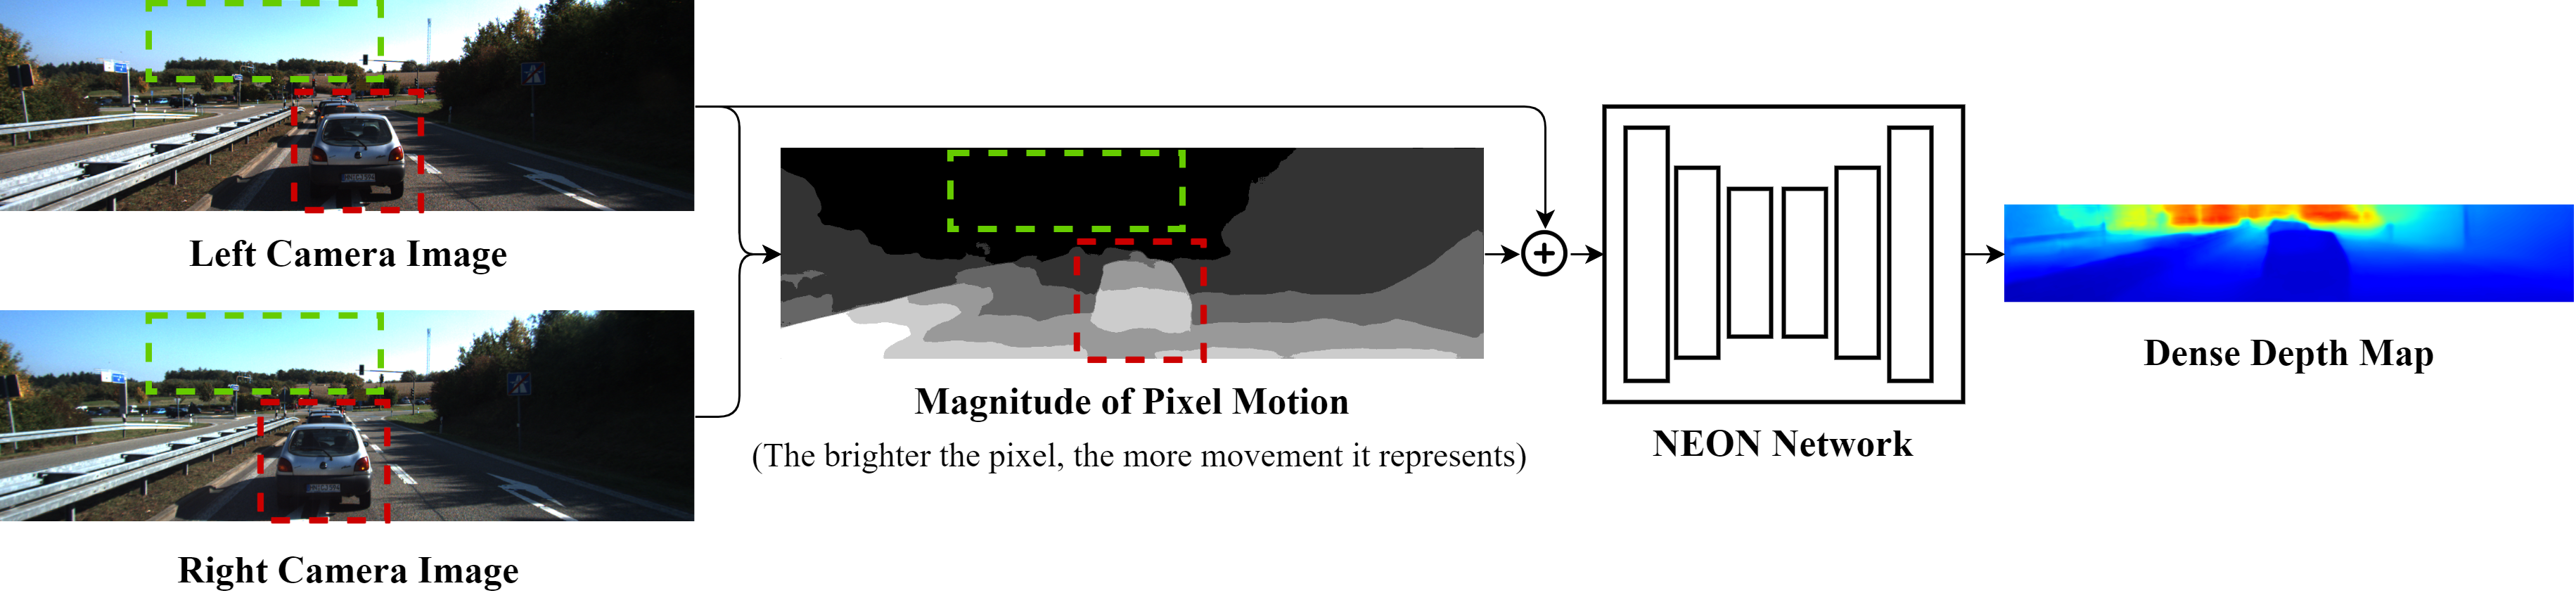 Left Camera Image
Right Camera Image
Magnitude of Pixel Motion
(The brighter the pixel, the more movement it represents)
NEON Network
Dense Depth Map